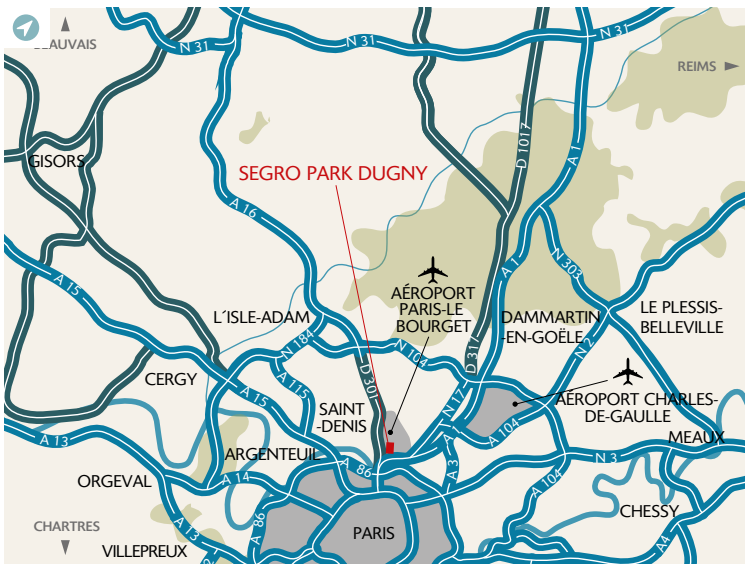 BEAUVAIS
N 31
N 31
N 31
REIMS
D 1017
A 1
GISORS
SEGRO PARK DUGNY
A 16
A 15
A 1
N 303
AÉROPORT
PARIS-LE
BOURGET
L'ISLE-ADAM
DAMMARTIN
-EN-GOËLE
LE PLESSIS-
BELLEVILLE
N 184
N 104
D 317
N 2
CERGY
A 115
D 301
A 15
SAINT
-DENIS
N 17
AÉROPORT CHARLES-
DE-GAULLE
A 13
A 104
MEAUX
ARGENTEUIL
A 86
A 3
N 3
ORGEVAL
A 14
A 104
CHESSY
CHARTRES
A 13
A 86
PARIS
A4
VILLEPREUX